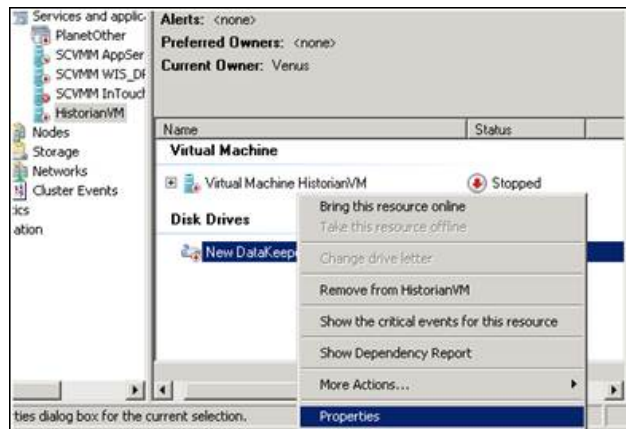 Services and applic
PlanetOther
SCVMM AppSer
SCVMM WIS_DF
SCVMM InTouch
HistorianVM
Nodes
Storage
Networks
Cluster Events
ics
ation
Alerts: <none>
Preferred Owners: <none>
Current Owner: Venus
Name Status
Virtual Machine
Virtual Machine HistorianVM Stopped
Disk Drives
New DataKeepe
Bring this resource online
Take this resource offline
Change drive letter
Remove from HistorianVM
Show the critical events for this resource
Show Dependency Report
More Actions...
Properties
ties dialog box for the current selection.